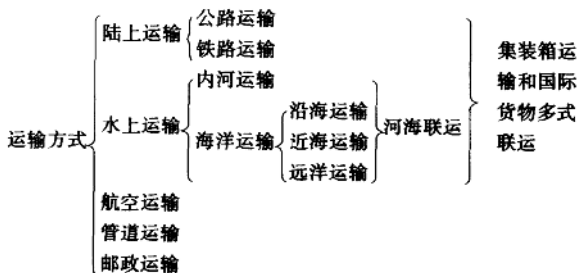 公路运输
陆上运输
铁路运输
集装箱运
内河运输
输和国际
沿海运输
货物多式
水上运输
海洋运输
近海运输
河海联运
联运
运输方式
远洋运输
航空运输
管道运输
邮政运输